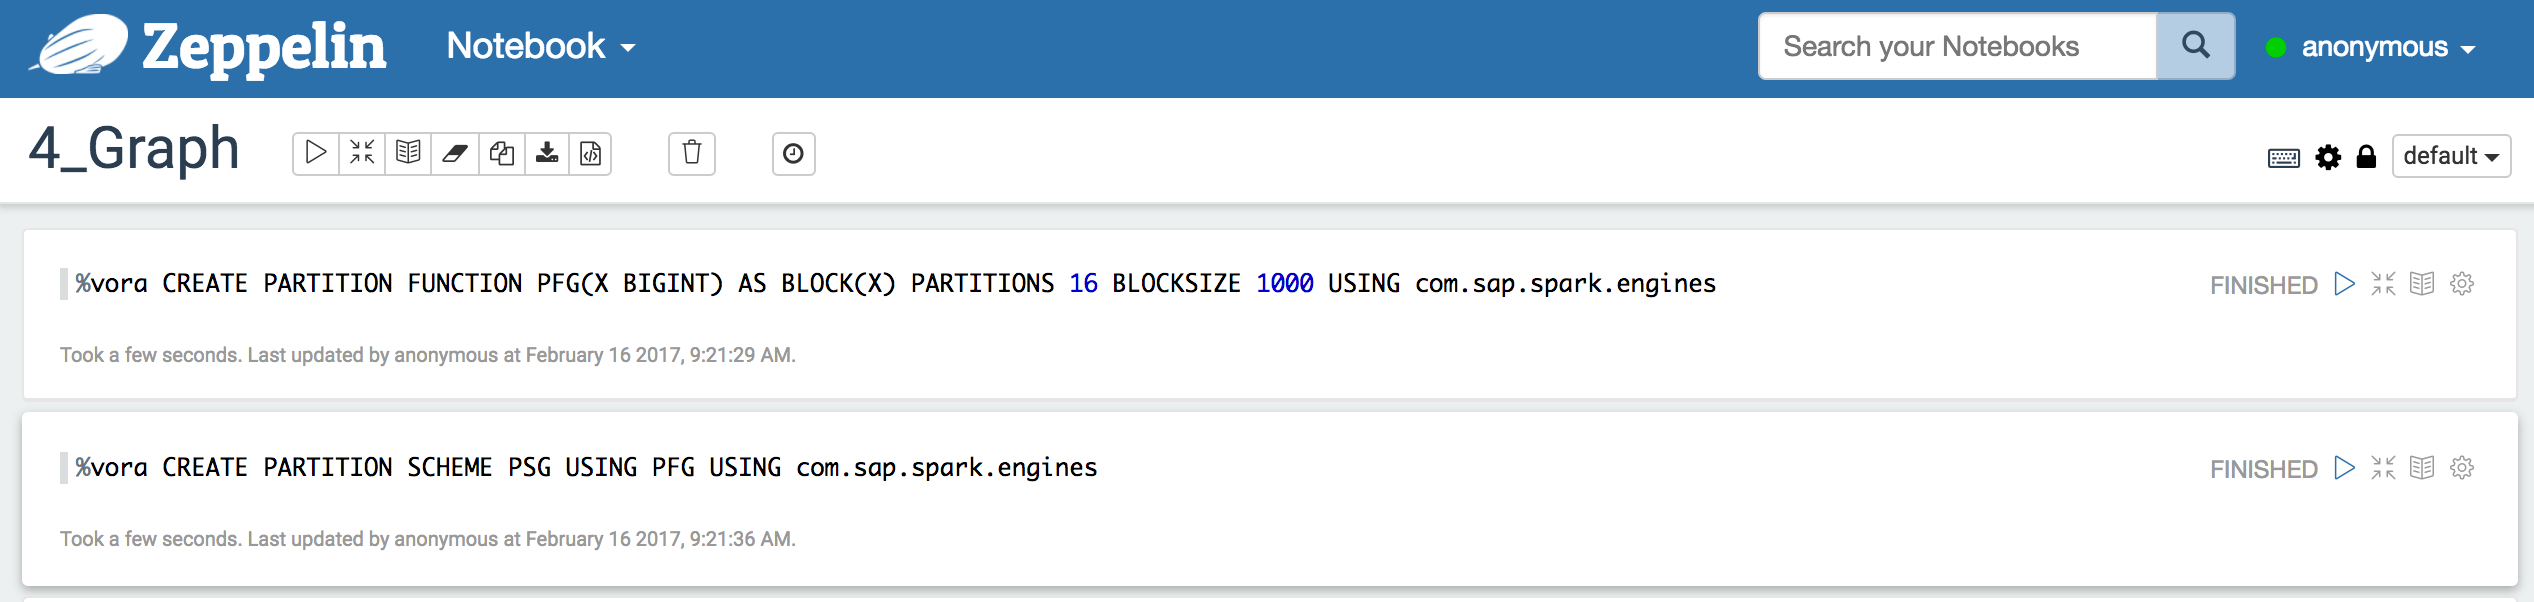 Zeppelin Notebook Search your Notebooks anonymous
4_Graph default
%vora CREATE PARTITION FUNCTION PFG(X BIGINT) AS BLOCK(X) PARTITIONS 16 BLOCKSIZE 1000 USING com.sap.spark.engines FINISHED
Took a few seconds. Last updated by anonymous at February 16 2017, 9:21:29 AM.
%vora CREATE PARTITION SCHEME PSG USING PFG USING com.sap.spark.engines FINISHED
Took a few seconds. Last updated by anonymous at February 16 2017, 9:21:36 AM.